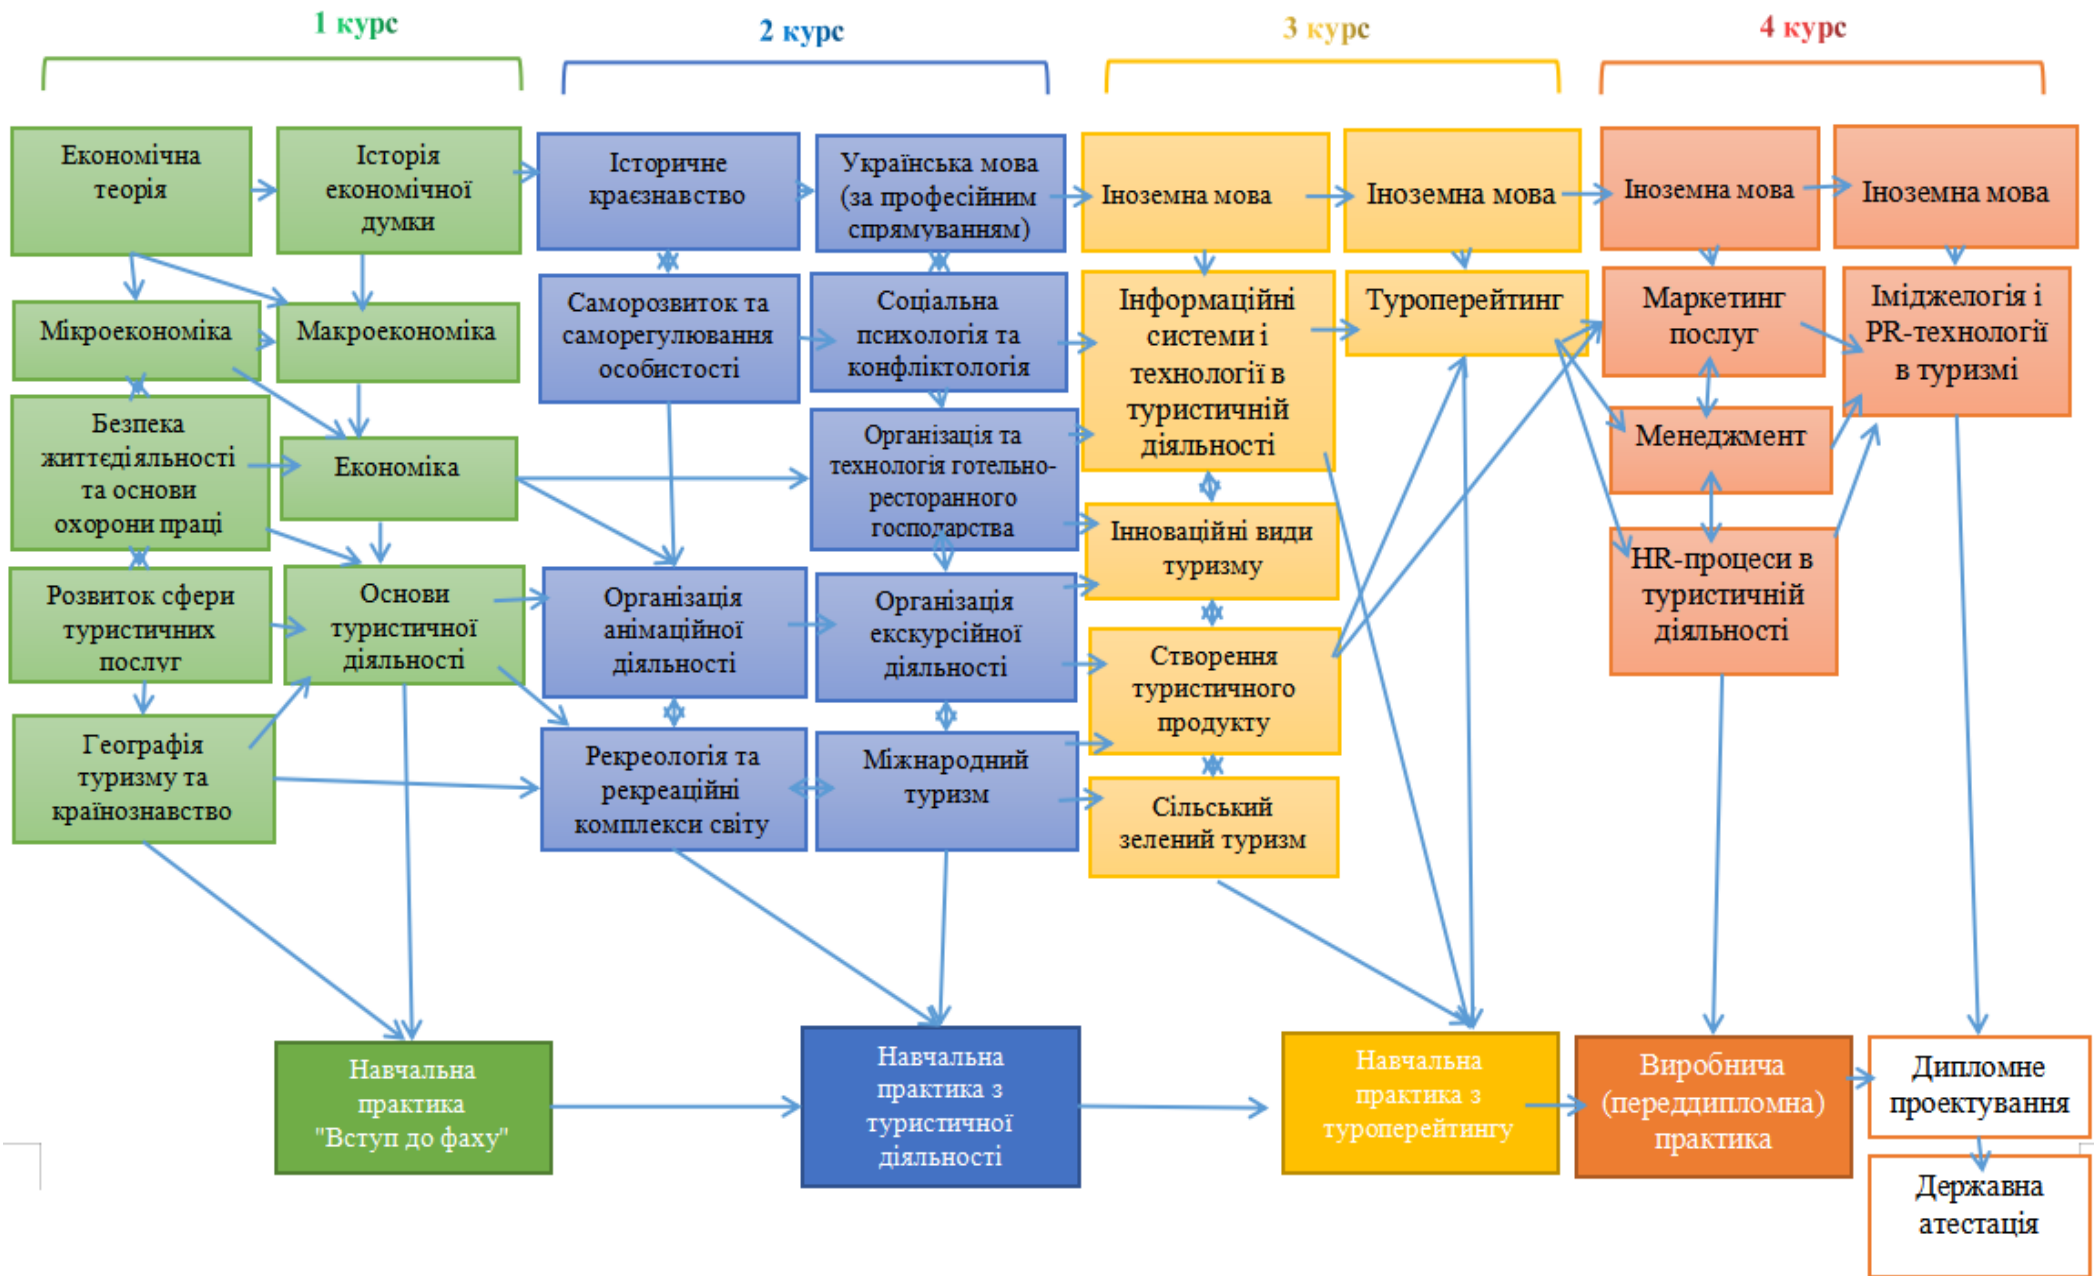 1 курс
2 курс
3 курс
4 курс
Економічна
теорія
Історія
економічної
думки
Історичне
краєзнавство
Українська мова
(за професійним
спрямуванням)
Іноземна мова
Іноземна мова
Іноземна мова
Іноземна мова
Мікроекономіка
Макроекономіка
Саморозвиток та
саморегулювання
особистості
Соціальна
психологія та
конфліктологія
Інформаційні
системи і
технології в
туристичній
діяльності
Туроперейтинг
Маркетинг
послуг
Іміджелогія і
PR-технології
в туризмі
Безпека
життєдіяльності
та основи
охорони праці
Економіка
Організація та
технологія готельно-
ресторанного
господарства
Менеджмент
Інноваційні види
туризму
HR-процеси в
туристичній
діяльності
Розвиток сфери
туристичних
послуг
Основи
туристичної
діяльності
Організація
анімаційної
діяльності
Організація
екскурсійної
діяльності
Створення
туристичного
продукту
Географія
туризму та
країнознавство
Рекреологія та
рекреаційні
комплекси світу
Міжнародний
туризм
Сільський
зелений туризм
Навчальна
практика
"Вступ до фаху"
Навчальна
практика з
туристичної
діяльності
Навчальна
практика з
туроперейтингу
Виробнича
(переддипломна)
практика
Дипломне
проектування
Державна
атестація